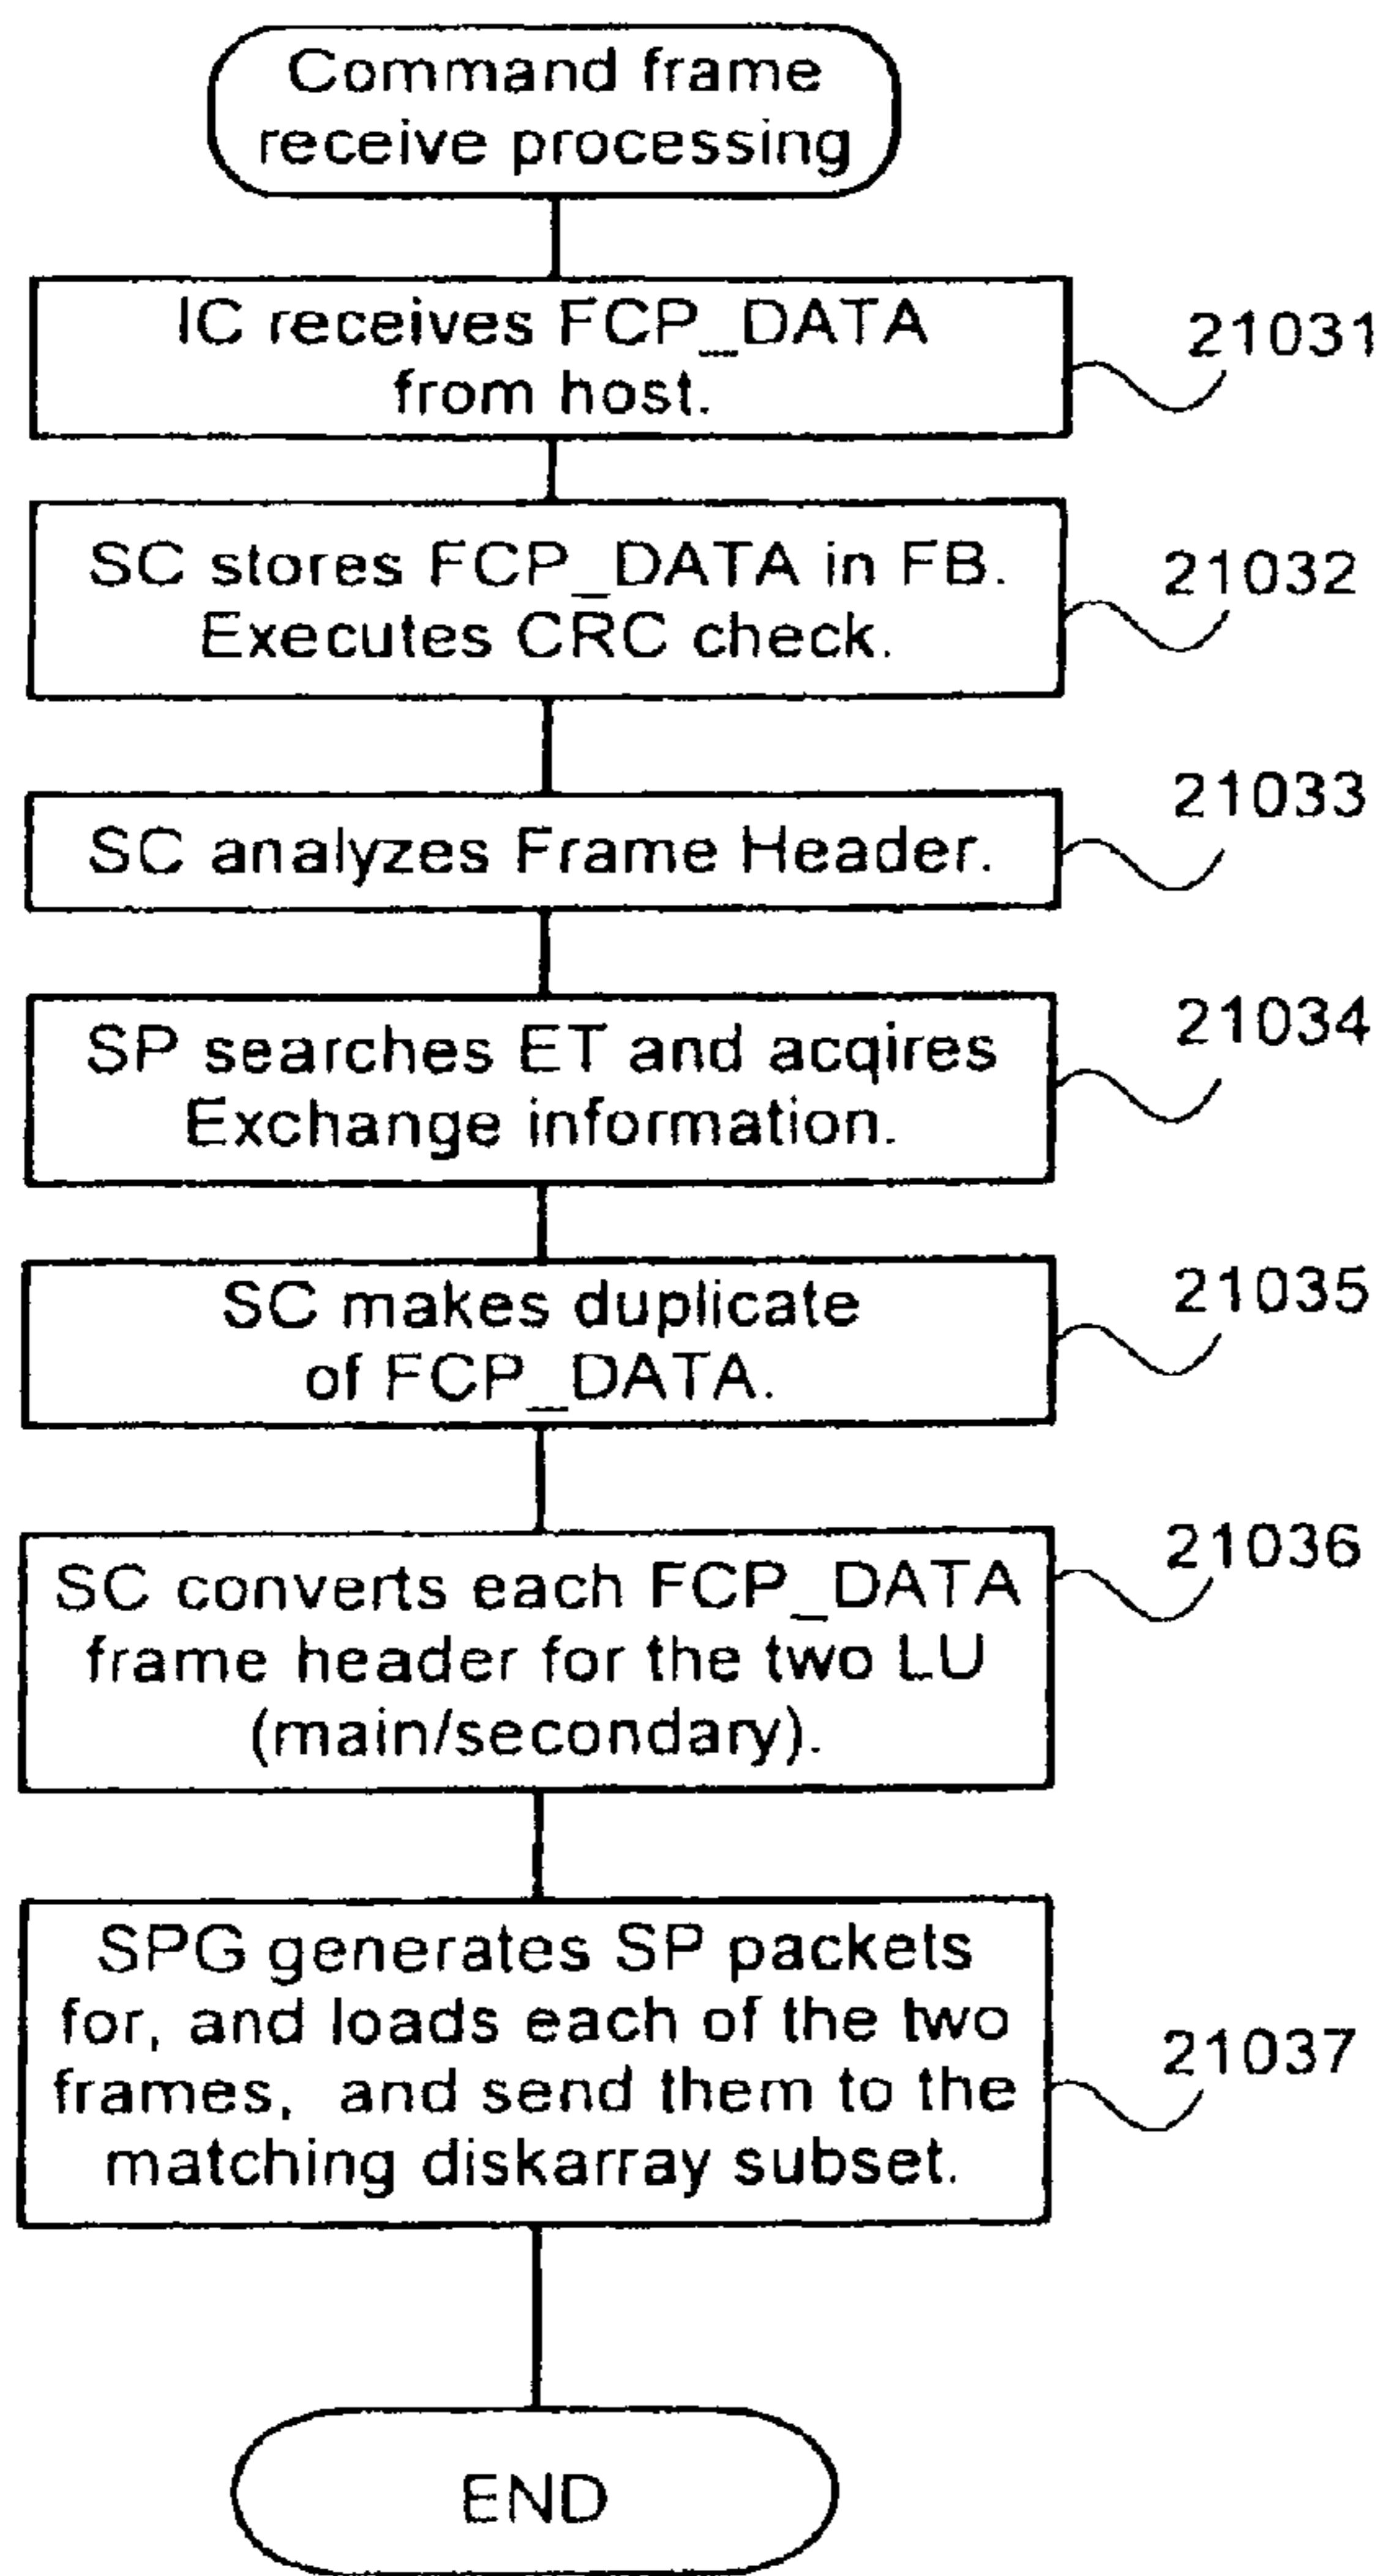 Command frame
receive processing
IC receives FCP_DATA
from host.
21031
SC stores FCP_DATA in FB.
Executes CRC check.
21032
SC analyzes Frame Header.
21033
SP searches ET and acqires
Exchange information.
21034
SC makes duplicate
of FCP_DATA.
21035
SC converts each FCP_DATA
frame header for the two LU
(main/secondary).
21036
SPG generates SP packets
for, and loads each of the two
frames, and send them to the
matching diskarray subset.
21037
END